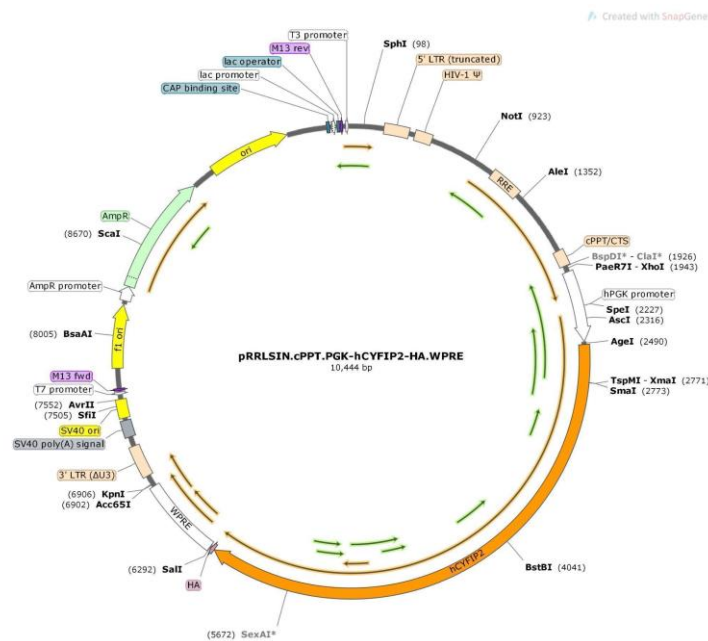 Created with SnapGene
T3 promoter
M13 rev
lac operator
lac promoter
CAP binding site
SphI (98)
5' LTR (truncated)
HIV-1 Ψ
NotI (923)
RRE
AleI (1352)
cPPT/CTS
BspDI* - ClaI* (1926)
PaeR7I - XhoI (1943)
hPGK promoter
SpeI (2227)
AscI (2316)
AgeI (2490)
TspMI - XmaI (2771)
SmaI (2773)
BstBI (4041)
hCYFIP2
(5672) SexAI*
HA
(6292) SalI
WPRE
(6902) Acc65I
(6906) KpnI
3' LTR (ΔU3)
SV40 poly(A) signal
SV40 ori
(7505) SfiI
(7552) AvrII
T7 promoter
M13 fwd
f1 ori
(8005) BsaAI
AmpR promoter
(8670) ScaI
AmpR
ori
pRRLSIN.cPPT.PGK-hCYFIP2-HA.WPRE
10,444 bp